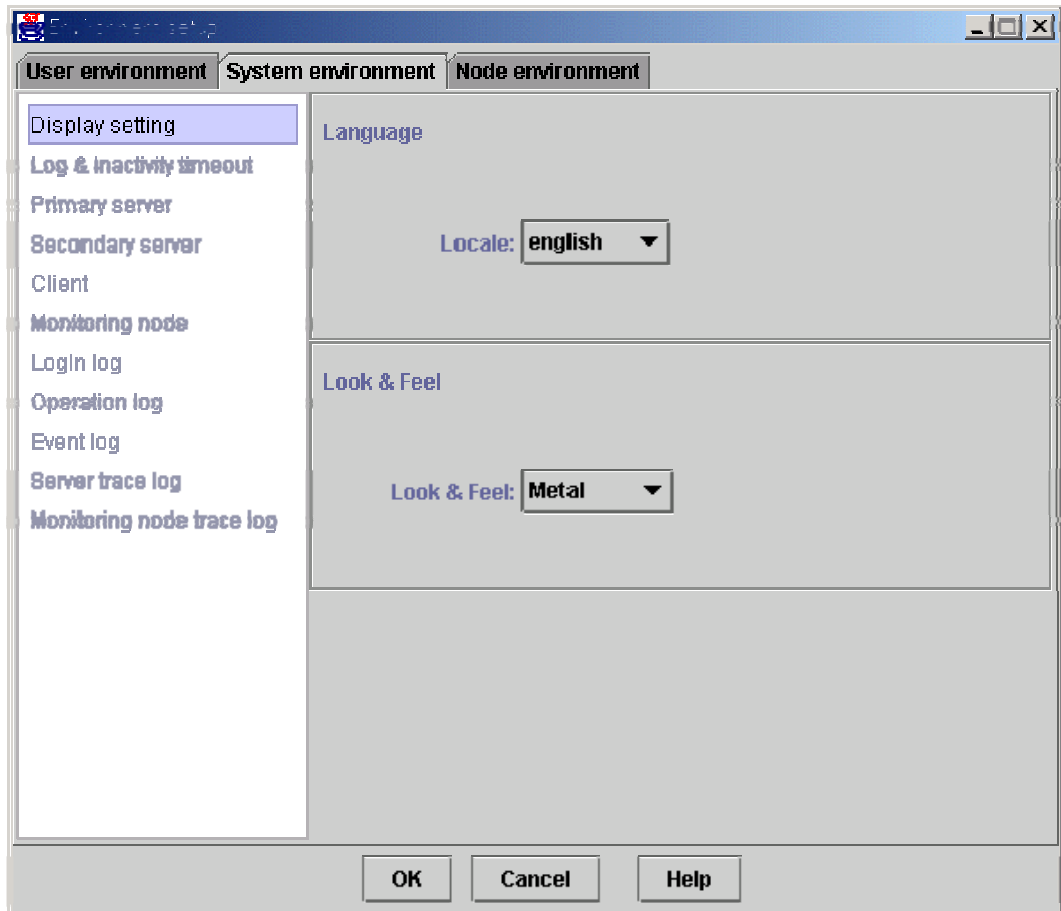 Environment setup
User environment System environment Node environment
Display setting
Log & inactivity timeout
Primary server
Secondary server
Client
Monitoring node
Login log
Operation log
Event log
Server trace log
Monitoring node trace log
Language
Locale: english
Look & Feel
Look & Feel: Metal
OK Cancel Help